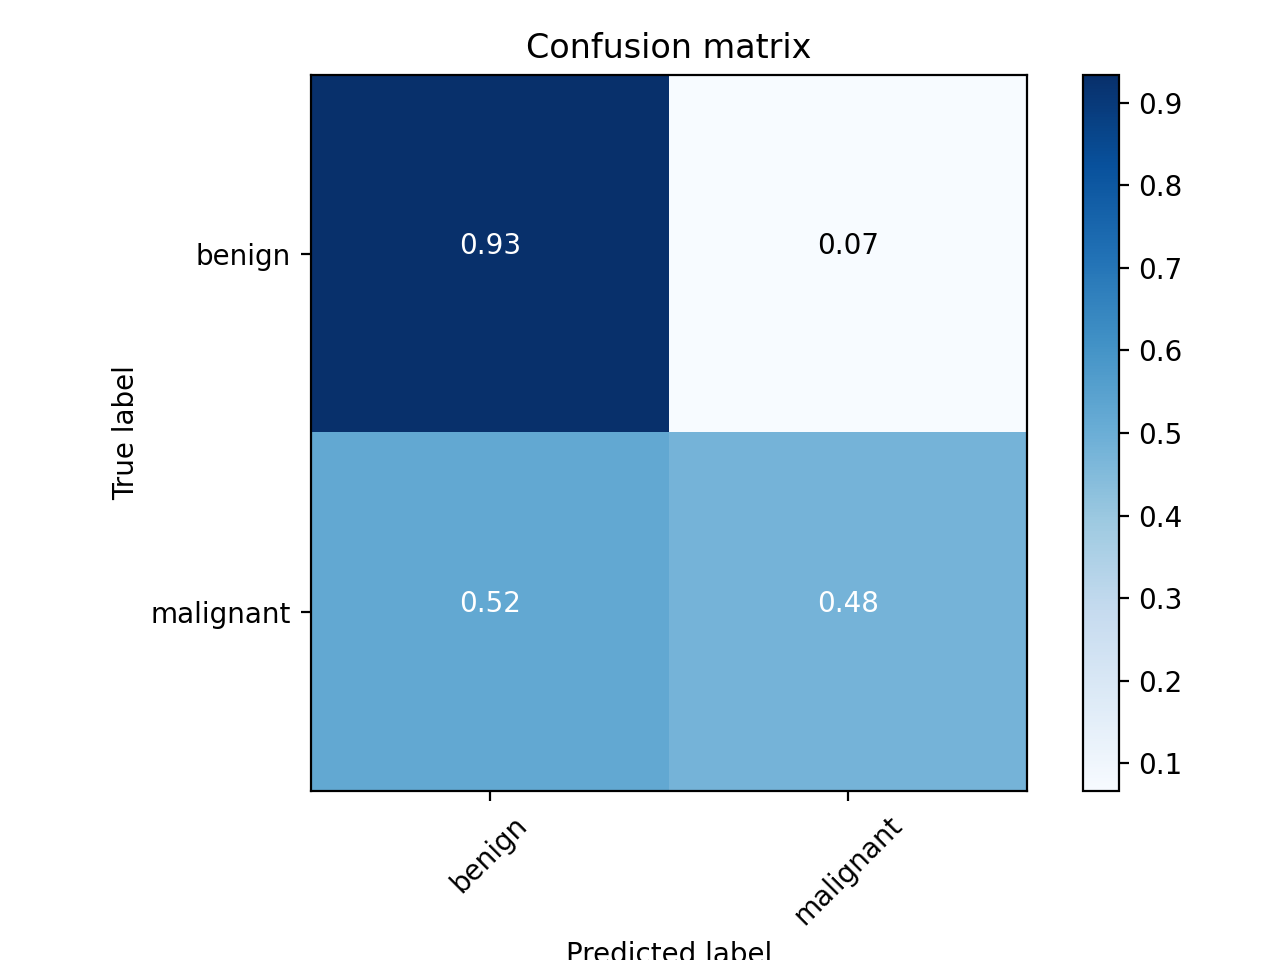 Confusion matrix
benign
0.93
0.07
malignant
0.52
0.48
True label
benign
malignant
Predicted label
0.9
0.8
0.7
0.6
0.5
0.4
0.3
0.2
0.1